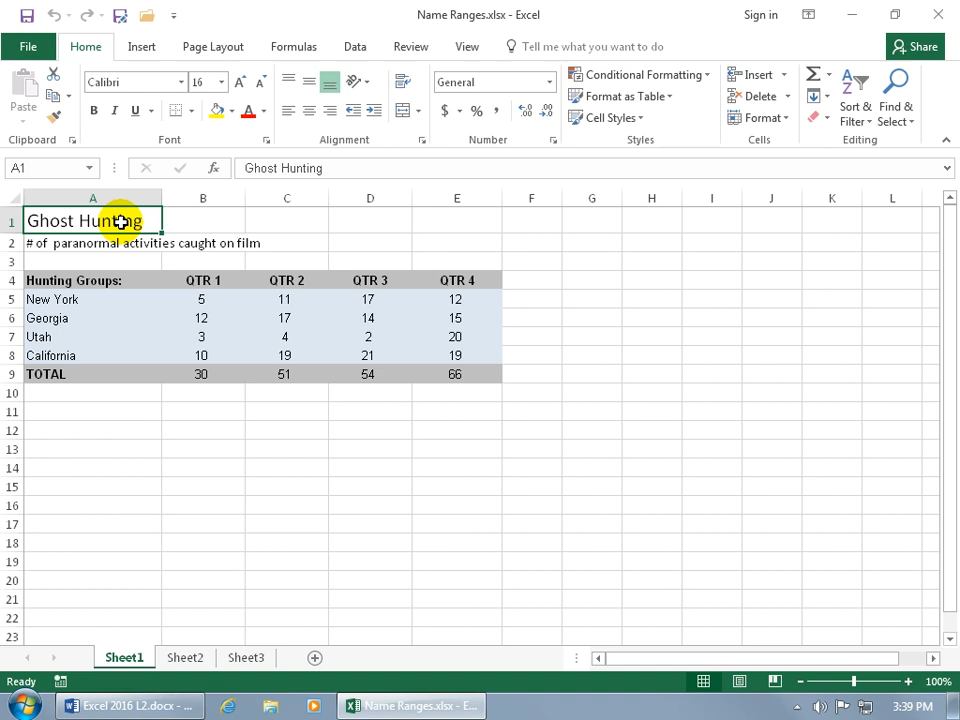 Name Ranges.xlsx - Excel
Sign in
File Home Insert Page Layout Formulas Data Review View Tell me what you want to do Share
Calibri 16 General
Conditional Formatting Insert
Format as Table Delete
Cell Styles Format
Paste
Sort & Filter
Find & Select
Clipboard Font Alignment Number Styles Cells Editing
A1 fx Ghost Hunting
A B C D E F G H I J K L
1 Ghost Hunting
2 # of paranormal activities caught on film
3
4 Hunting Groups: QTR 1 QTR 2 QTR 3 QTR 4
5 New York 5 11 17 12
6 Georgia 12 17 14 15
7 Utah 3 4 2 20
8 California 10 19 21 19
9 TOTAL 30 51 54 66
10
11
12
13
14
15
16
17
18
19
20
21
22
23
Sheet1 Sheet2 Sheet3
Ready 100%
Excel 2016 L2.docx - ... Name Ranges.xlsx - E... 3:39 PM